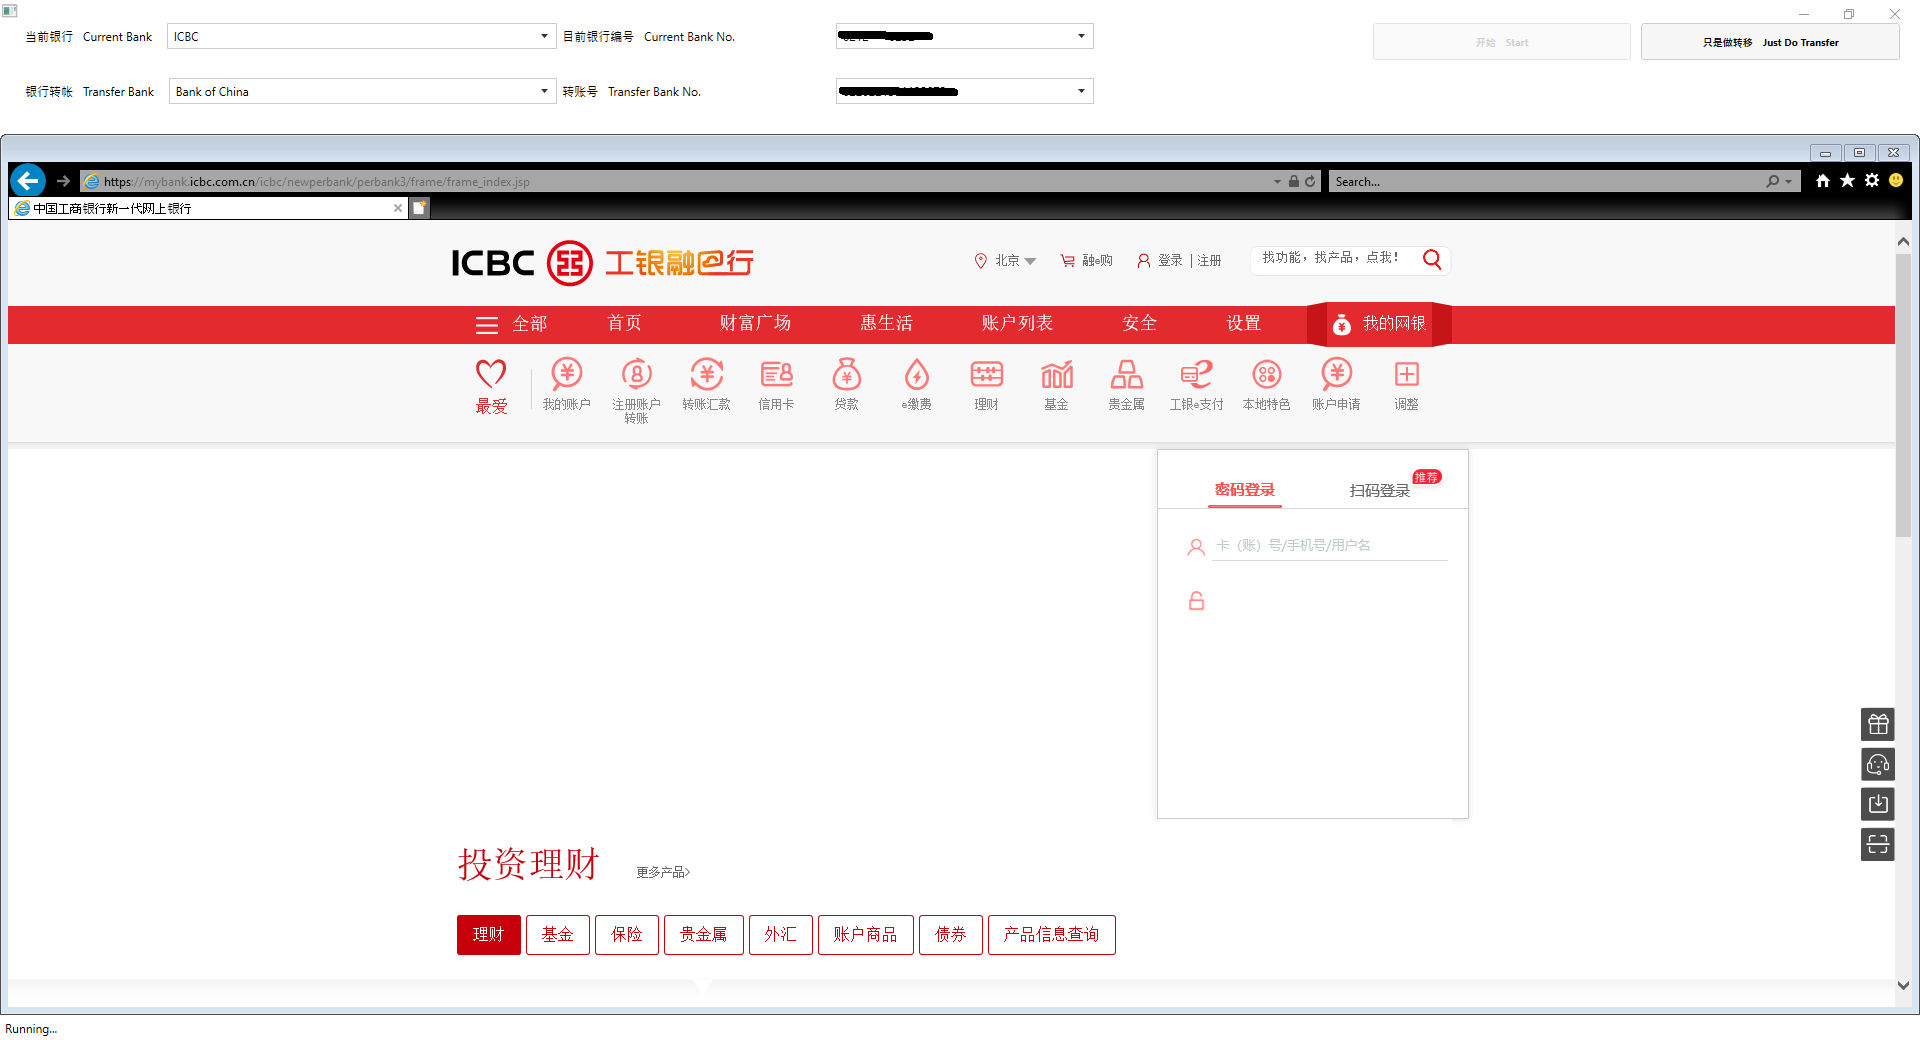 当前银行 Current Bank ICBC 目前银行编号 Current Bank No. 开始 Start 只是做转移 Just Do Transfer
银行转帐 Transfer Bank Bank of China 转账号 Transfer Bank No.
https://mybank.icbc.com.cn/icbc/newperbank/perbank3/frame/frame_index.jsp Search...
中国工商银行新一代网上银行
ICBC 工银融e行 北京 融e购 登录 | 注册 找功能，找产品，点我！
全部 首页 财富广场 惠生活 账户列表 安全 设置 我的网银
最爱 我的账户 注册账户 转账汇款 信用卡 贷款 e缴费 理财 基金 贵金属 工银e支付 本地特色 账户申请 调整
转账
密码登录 扫码登录 推荐
卡（账）号/手机号/用户名
投资理财 更多产品>
理财 基金 保险 贵金属 外汇 账户商品 债券 产品信息查询
Running...